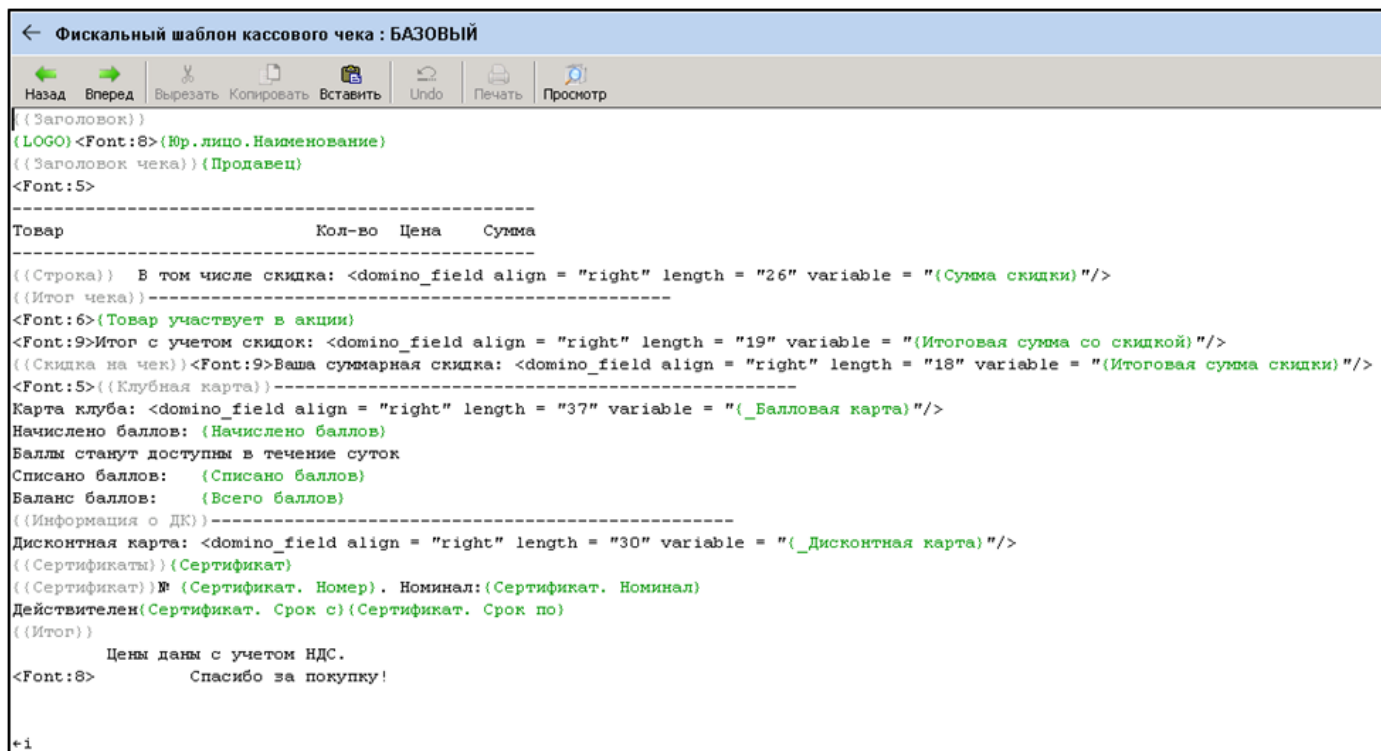 ← Фискальный шаблон кассового чека : БАЗОВЫЙ
Назад Вперед Вырезать Копировать Вставить Undo Печать Просмотр
{{Заголовок}}
{LOGO}<Font:8>{Юр.лицо.Наименование}
{{Заголовок чека}}{Продавец}
<Font:5>
--------------------------------------------------
Товар Кол-во Цена Сумма
--------------------------------------------------
{{Строка}} В том числе скидка: <domino_field align = "right" length = "26" variable = "{Сумма скидки}"/>
{{Итог чека}}--------------------------------------------------
<Font:6>{Товар участвует в акции}
<Font:9>Итог с учетом скидок: <domino_field align = "right" length = "19" variable = "{Итоговая сумма со скидкой}"/>
{{Скидка на чек}}<Font:9>Ваша суммарная скидка: <domino_field align = "right" length = "18" variable = "{Итоговая сумма скидки}"/>
<Font:5>{{Клубная карта}}--------------------------------------------------
Карта клуба: <domino_field align = "right" length = "37" variable = "{_Балловая карта}"/>
Начислено баллов: {Начислено баллов}
Баллы станут доступны в течение суток
Списано баллов: {Списано баллов}
Баланс баллов: {Всего баллов}
{{Информация о ДК}}--------------------------------------------------
Дисконтная карта: <domino_field align = "right" length = "30" variable = "{_Дисконтная карта}"/>
{{Сертификаты}}{Сертификат}
{{Сертификат}}№ {Сертификат. Номер}. Номинал:{Сертификат. Номинал}
Действителен{Сертификат. Срок с}{Сертификат. Срок по}
{{Итог}}
Цены даны с учетом НДС.
<Font:8> Спасибо за покупку!
←i